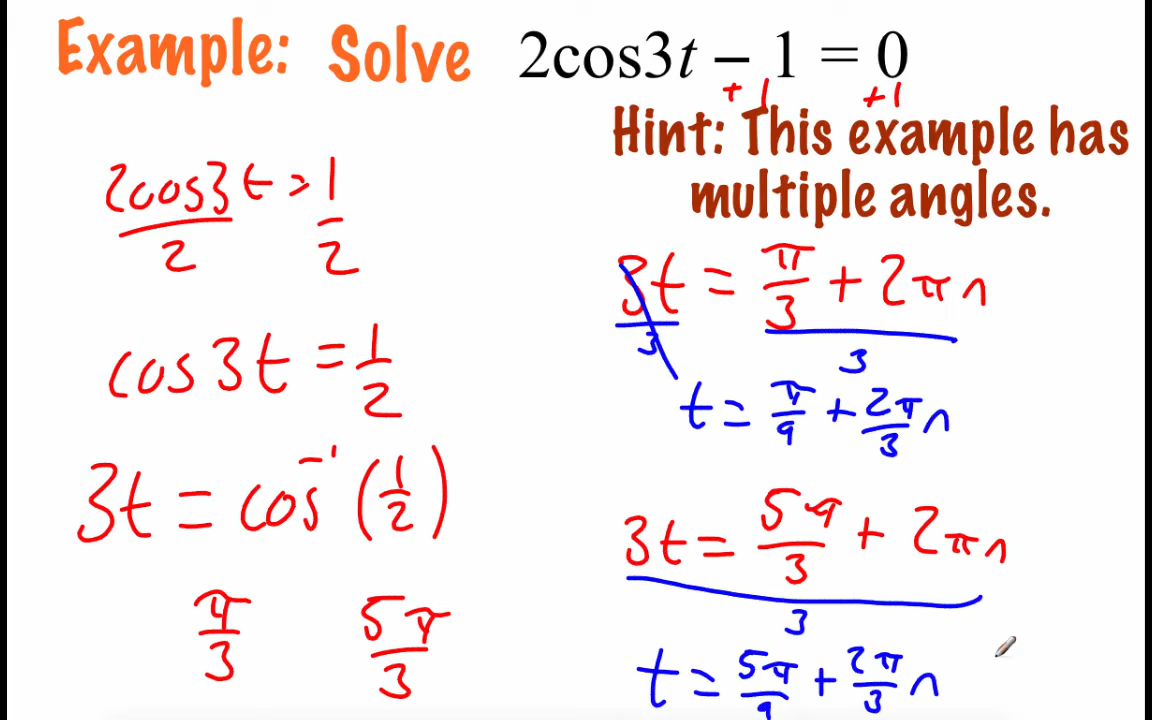 Example: Solve 2cos3t − 1 = 0
+1 +1
Hint: This example has
multiple angles.
2cos3t = 1
2 2
cos3t = 1/2
3t = cos⁻¹(1/2)
π/3 5π/3
3t = π/3 + 2πn
3 3
t = π/9 + 2π/3 n
3t = 5π/3 + 2πn
3
t = 5π/9 + 2π/3 n